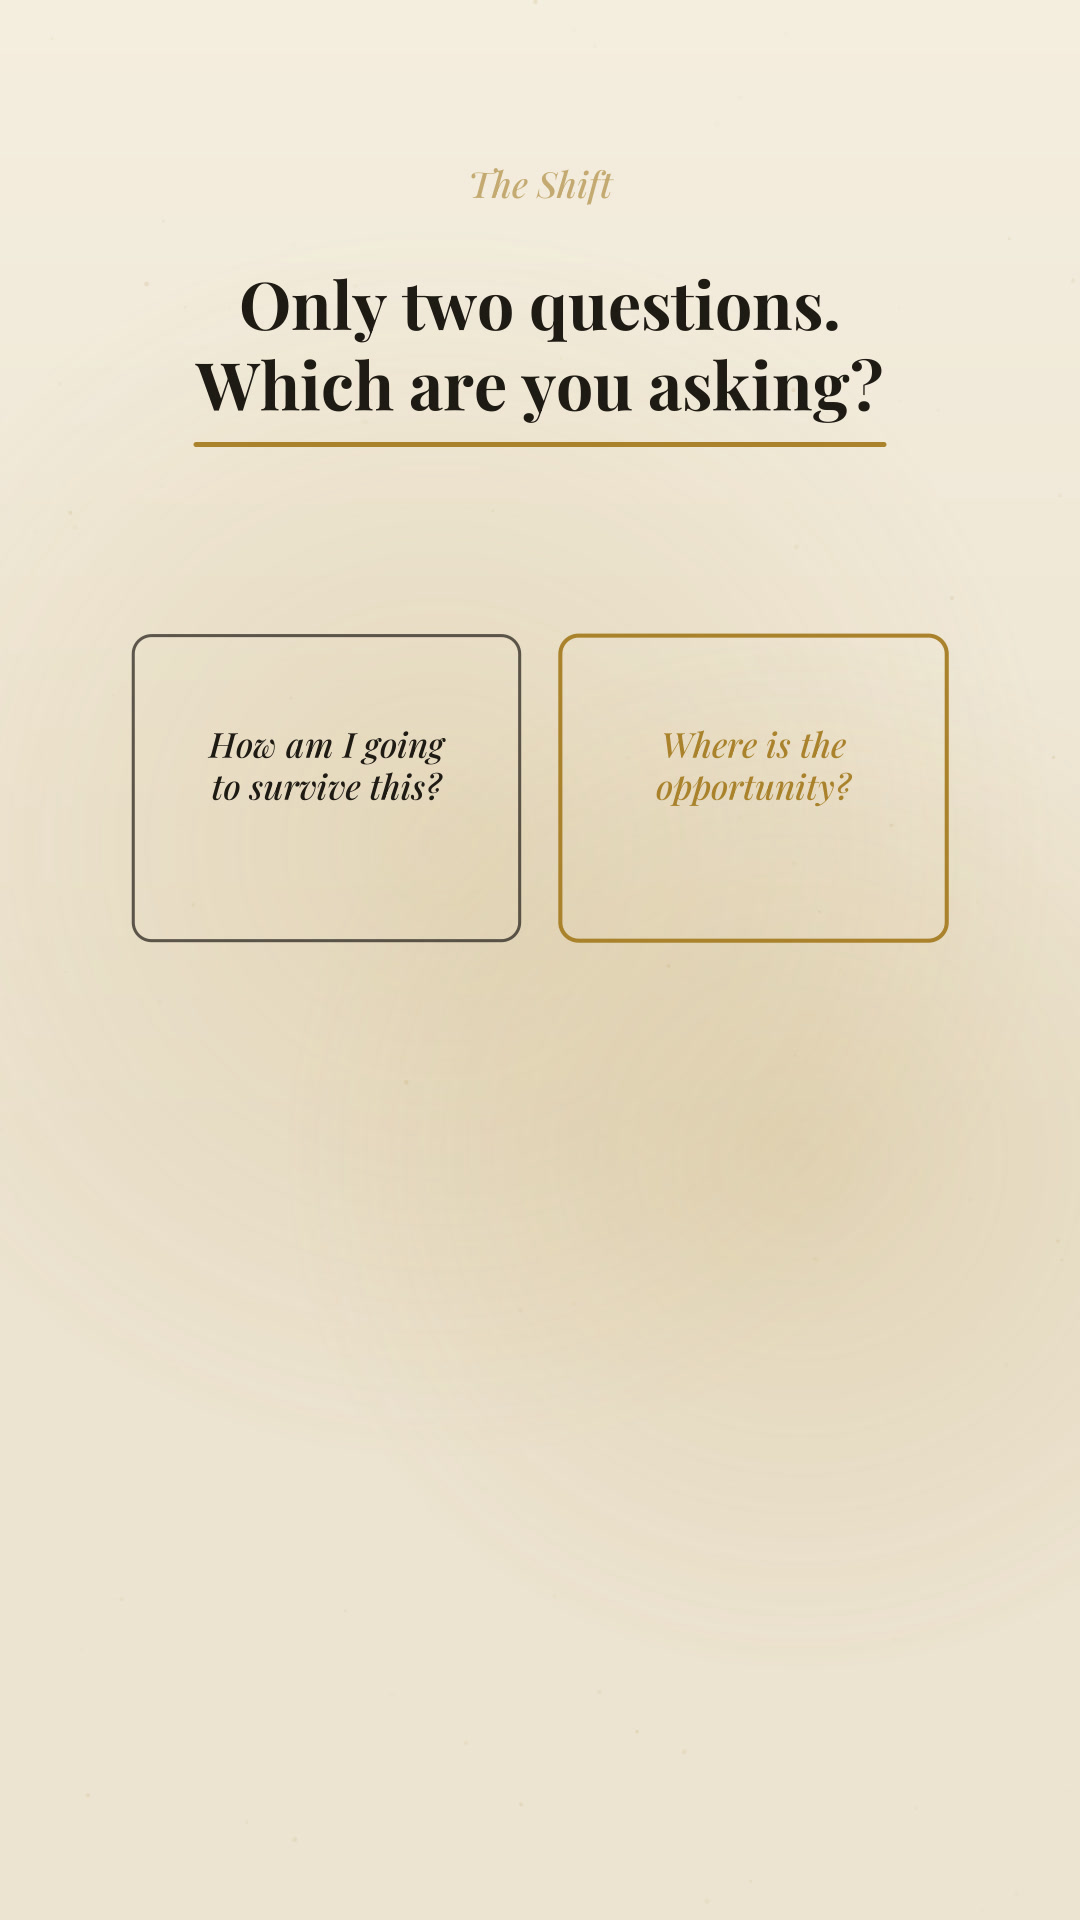 The Shift
Only two questions.
Which are you asking?
How am I going
to survive this?
Where is the
opportunity?